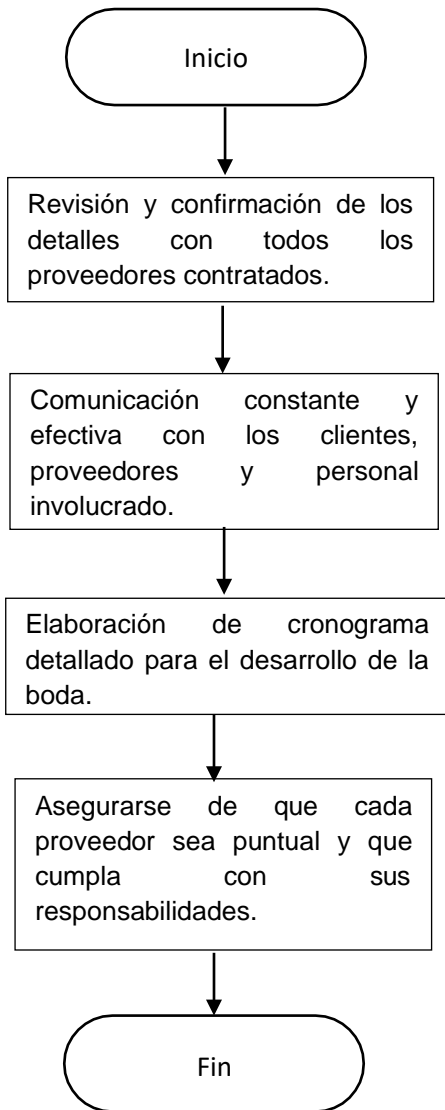 Inicio
Revisión y confirmación de los
detalles con todos los
proveedores contratados.
Comunicación constante y
efectiva con los clientes,
proveedores y personal
involucrado.
Elaboración de cronograma
detallado para el desarrollo de la
boda.
Asegurarse de que cada
proveedor sea puntual y que
cumpla con sus
responsabilidades.
Fin